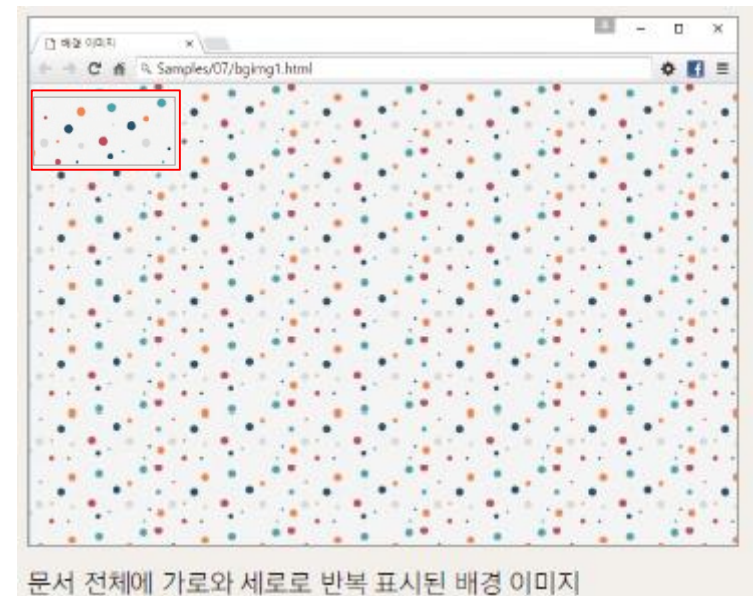 배경 이미지
Samples/07/bgimg1.html
문서 전체에 가로와 세로로 반복 표시된 배경 이미지